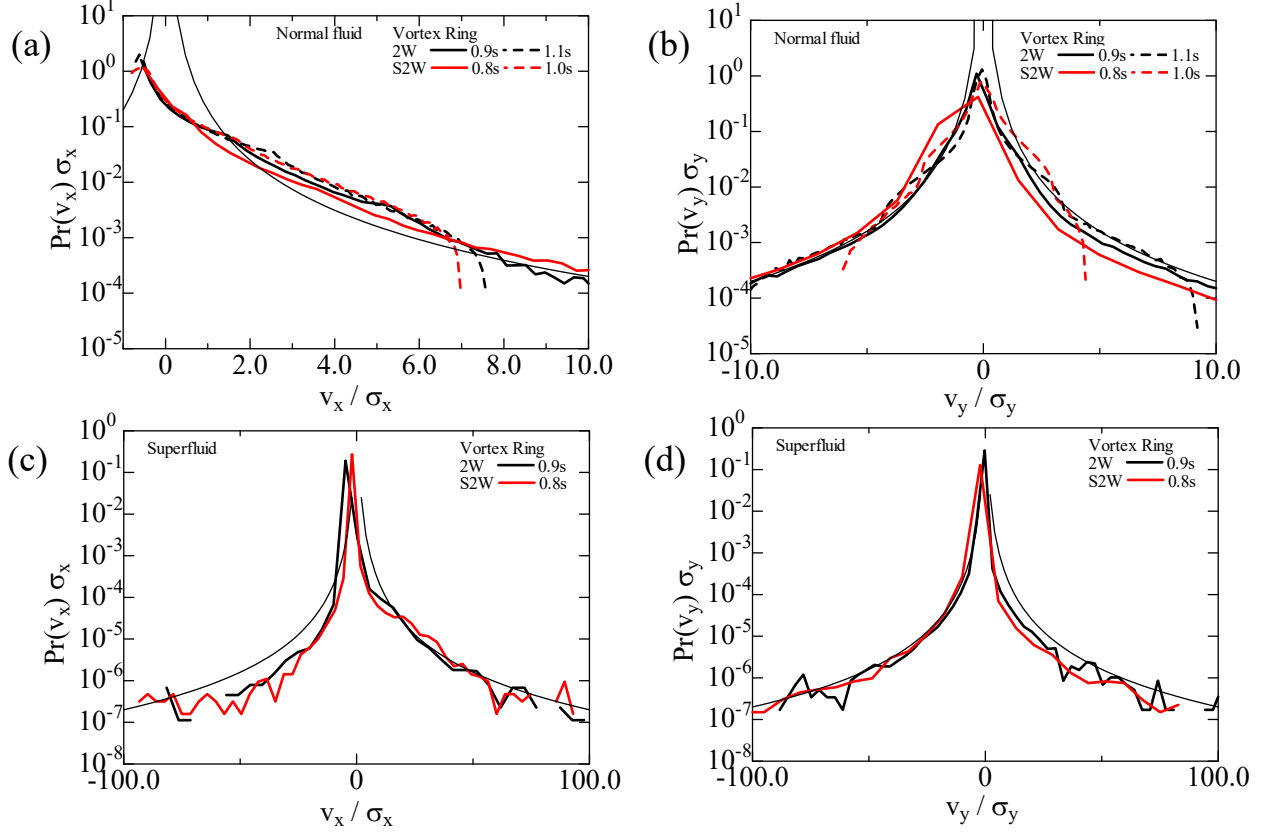 (a)
Normal fluid
Vortex Ring
2W 0.9s 1.1s
S2W 0.8s 1.0s
10^1
10^0
10^-1
10^-2
10^-3
10^-4
10^-5
Pr(v_x) σ_x
0 2.0 4.0 6.0 8.0 10.0
v_x / σ_x
(b)
Normal fluid
Vortex Ring
2W 0.9s 1.1s
S2W 0.8s 1.0s
10^1
10^0
10^-1
10^-2
10^-3
10^-4
10^-5
Pr(v_y) σ_y
-10.0 0 10.0
v_y / σ_y
(c)
Superfluid
Vortex Ring
2W 0.9s
S2W 0.8s
10^0
10^-1
10^-2
10^-3
10^-4
10^-5
10^-6
10^-7
10^-8
Pr(v_x) σ_x
-100.0 0 100.0
v_x / σ_x
(d)
Superfluid
Vortex Ring
2W 0.9s
S2W 0.8s
10^0
10^-1
10^-2
10^-3
10^-4
10^-5
10^-6
10^-7
10^-8
Pr(v_y) σ_y
-100.0 0 100.0
v_y / σ_y